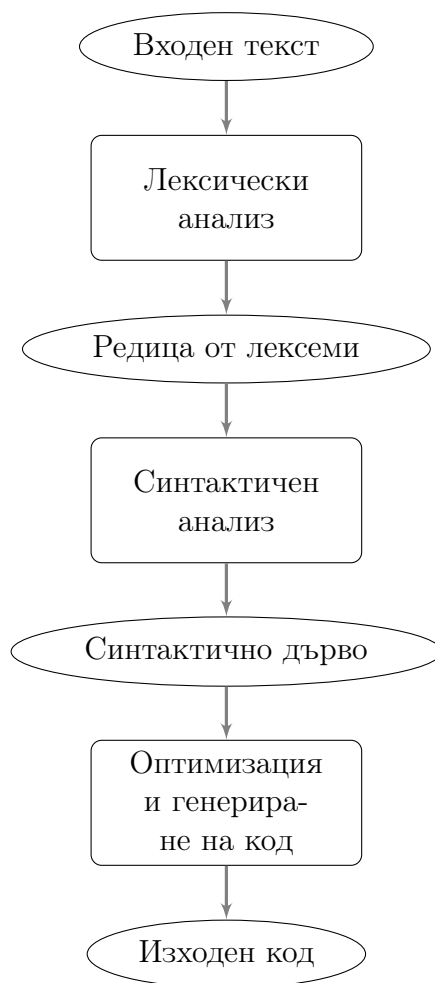 Входен текст
Лексически
анализ
Редица от лексеми
Синтактичен
анализ
Синтактично дърво
Оптимизация
и генерира-
не на код
Изходен код